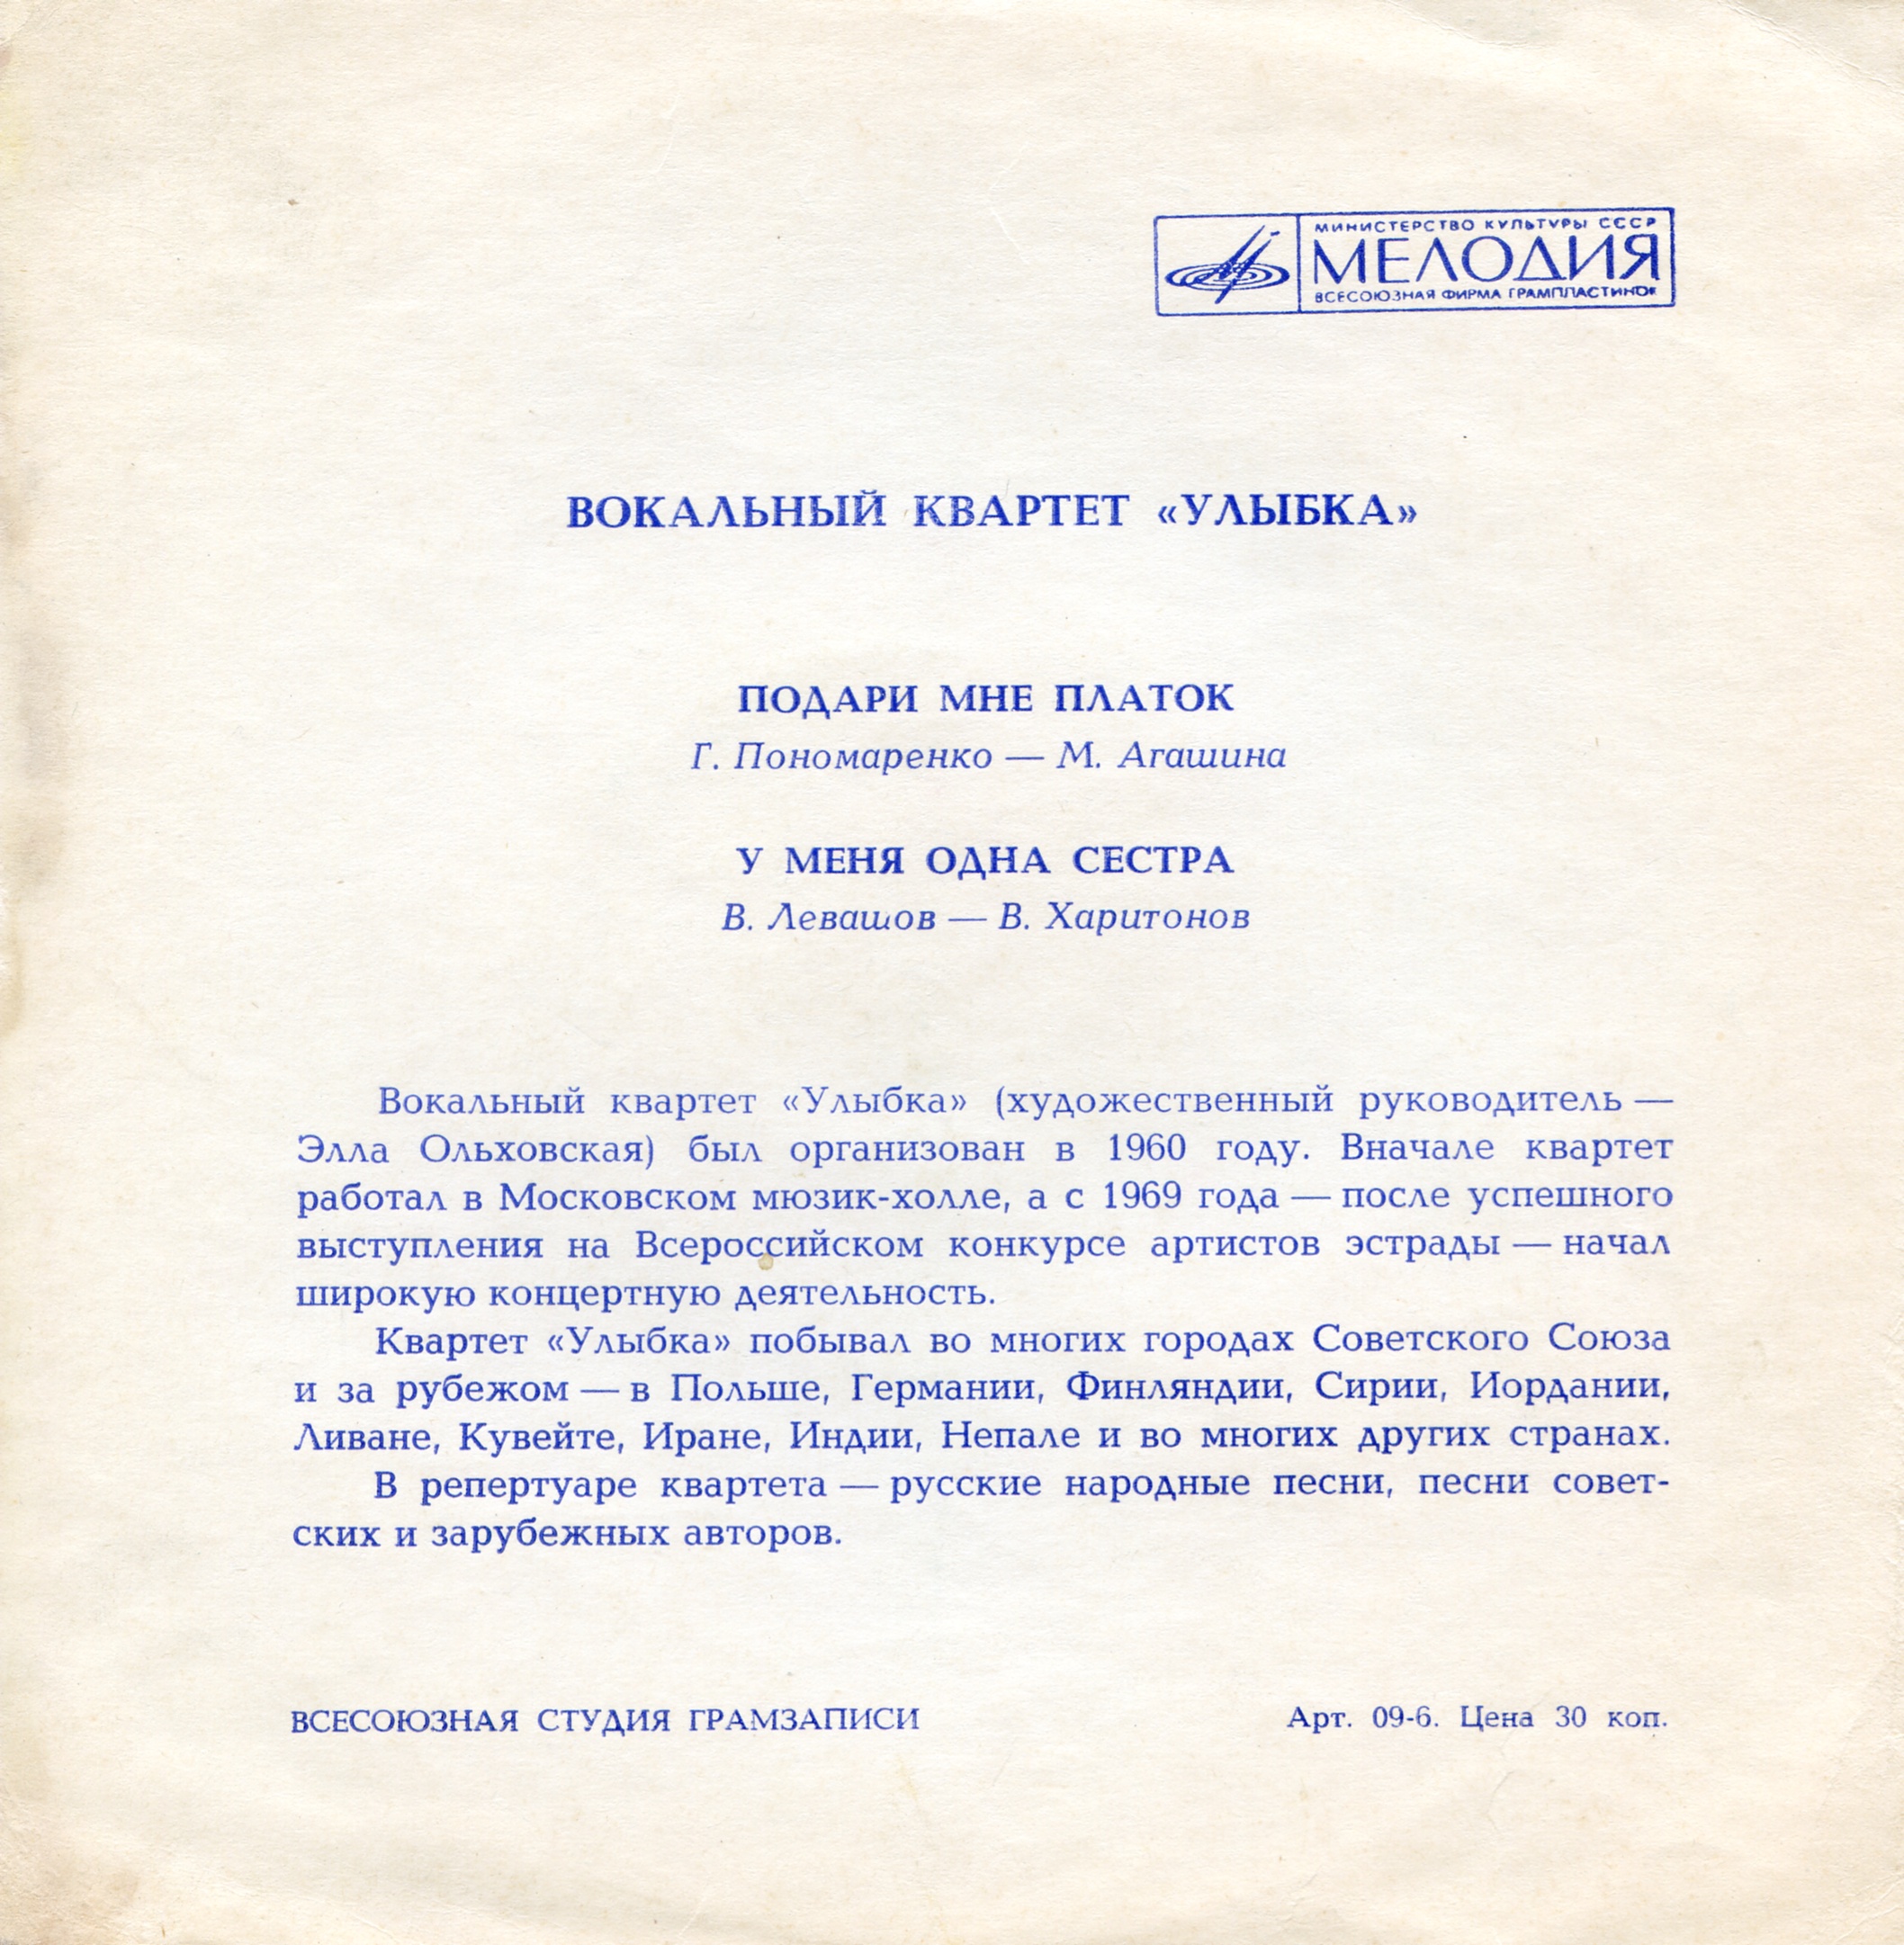 МИНИСТЕРСТВО КУЛЬТУРЫ СССР
МЕЛОДИЯ
ВСЕСОЮЗНАЯ ФИРМА ГРАМПЛАСТИНОК
ВОКАЛЬНЫЙ КВАРТЕТ «УЛЫБКА»
ПОДАРИ МНЕ ПЛАТОК
Г. Пономаренко — М. Агашина
У МЕНЯ ОДНА СЕСТРА
В. Левашов — В. Харитонов
Вокальный квартет «Улыбка» (художественный руководитель —
Элла Ольховская) был организован в 1960 году. Вначале квартет
работал в Московском мюзик-холле, а с 1969 года — после успешного
выступления на Всероссийском конкурсе артистов эстрады — начал
широкую концертную деятельность.
Квартет «Улыбка» побывал во многих городах Советского Союза
и за рубежом — в Польше, Германии, Финляндии, Сирии, Иордании,
Ливане, Кувейте, Иране, Индии, Непале и во многих других странах.
В репертуаре квартета — русские народные песни, песни совет-
ских и зарубежных авторов.
ВСЕСОЮЗНАЯ СТУДИЯ ГРАМЗАПИСИ
Арт. 09-6. Цена 30 коп.